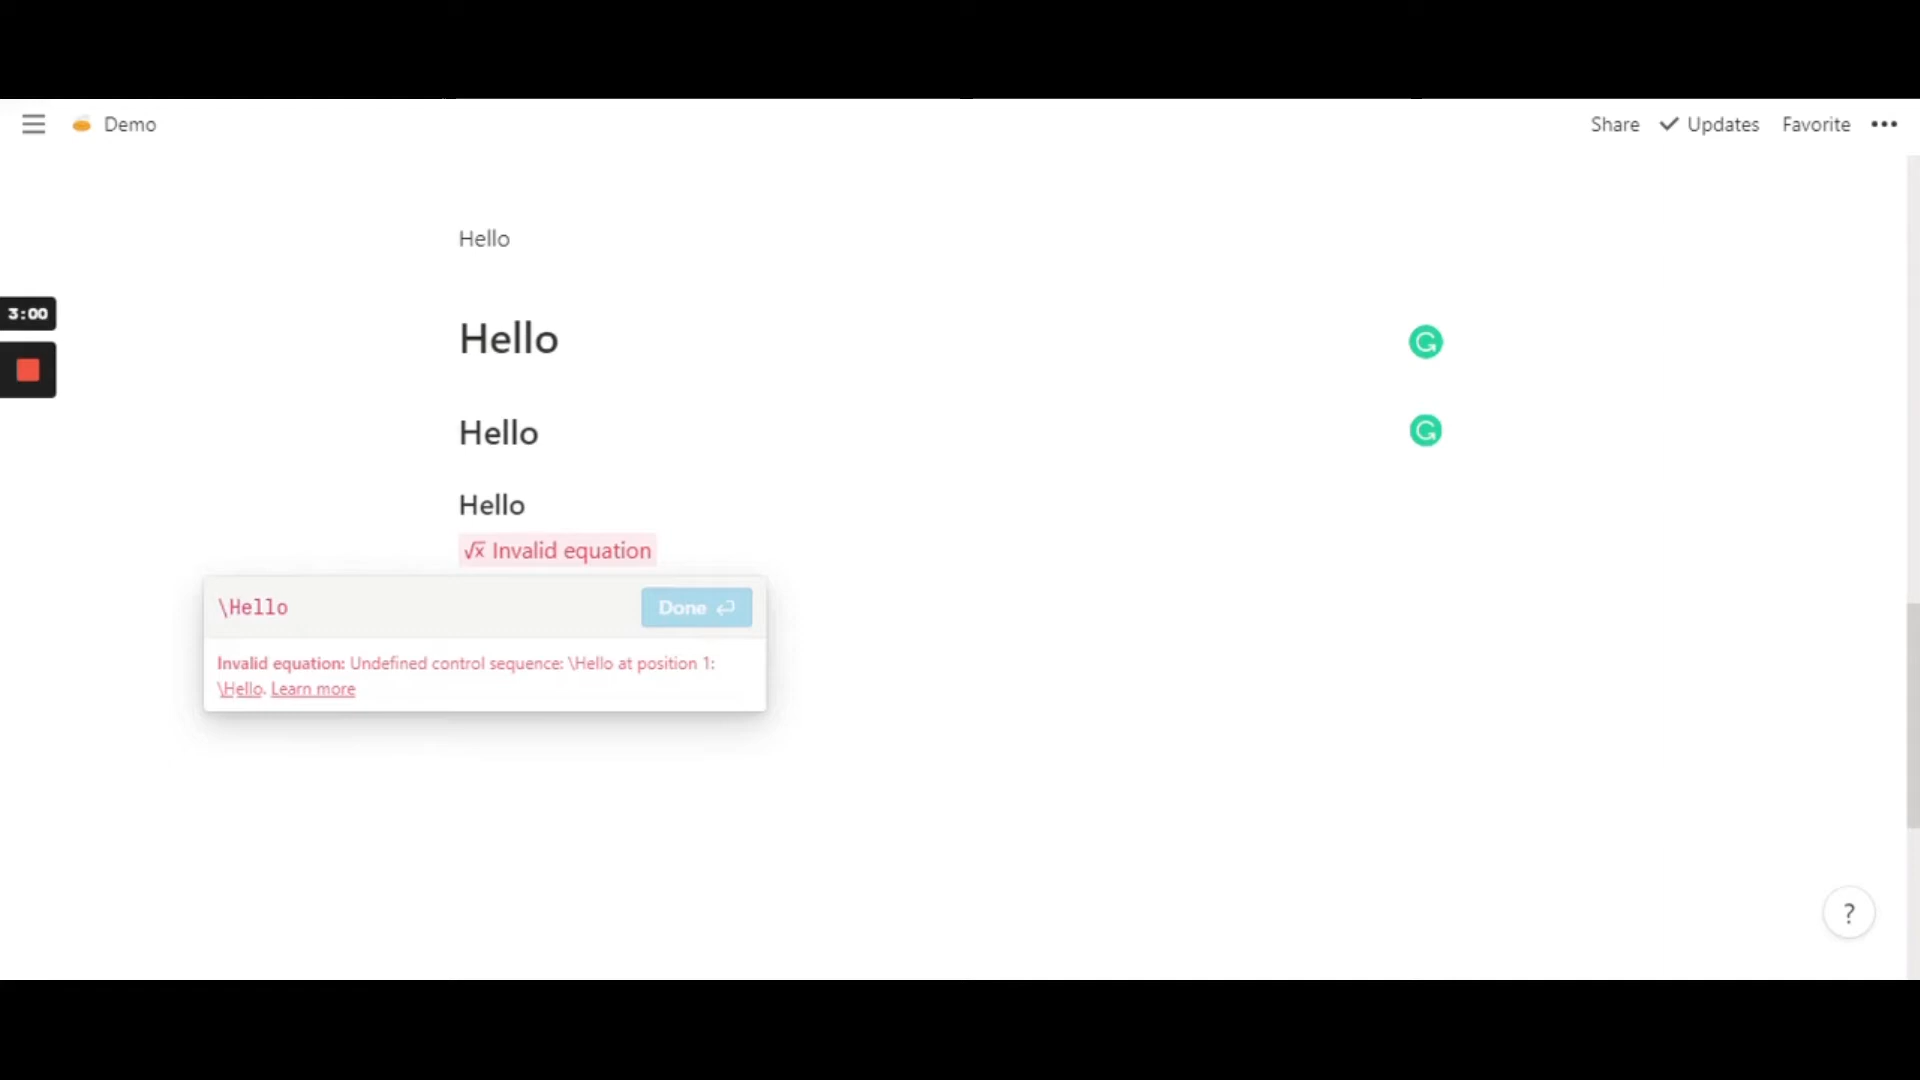 Demo
Share ✓ Updates Favorite •••
Hello
3:00
Hello
Hello
Hello
√x Invalid equation
\Hello
Done
Invalid equation: Undefined control sequence: \Hello at position 1:
\Hello. Learn more
?